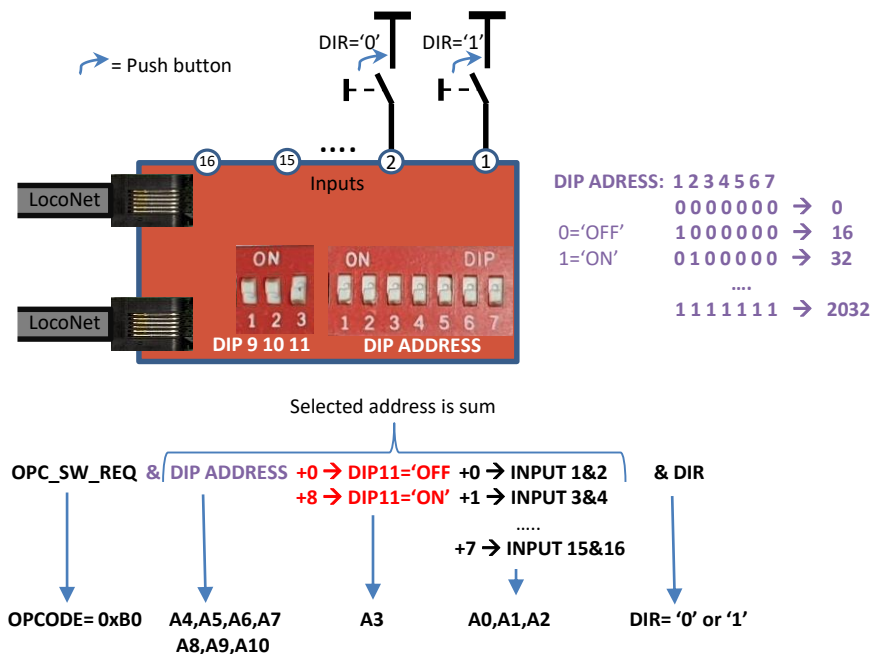 DIR=‘0’ DIR=‘1’
= Push button
16 15 .... 2 1
Inputs
LocoNet
LocoNet
ON
1 2 3
DIP 9 10 11
ON DIP
1 2 3 4 5 6 7
DIP ADDRESS
DIP ADRESS: 1 2 3 4 5 6 7
0 0 0 0 0 0 0 → 0
0=‘OFF’ 1 0 0 0 0 0 0 → 16
1=‘ON’ 0 1 0 0 0 0 0 → 32
....
1 1 1 1 1 1 1 → 2032
Selected address is sum
OPC_SW_REQ & DIP ADDRESS +0 → DIP11=‘OFF +0 → INPUT 1&2 & DIR
+8 → DIP11=‘ON’ +1 → INPUT 3&4
.....
+7 → INPUT 15&16
OPCODE= 0xB0 A4,A5,A6,A7 A3 A0,A1,A2 DIR= ‘0’ or ‘1’
A8,A9,A10